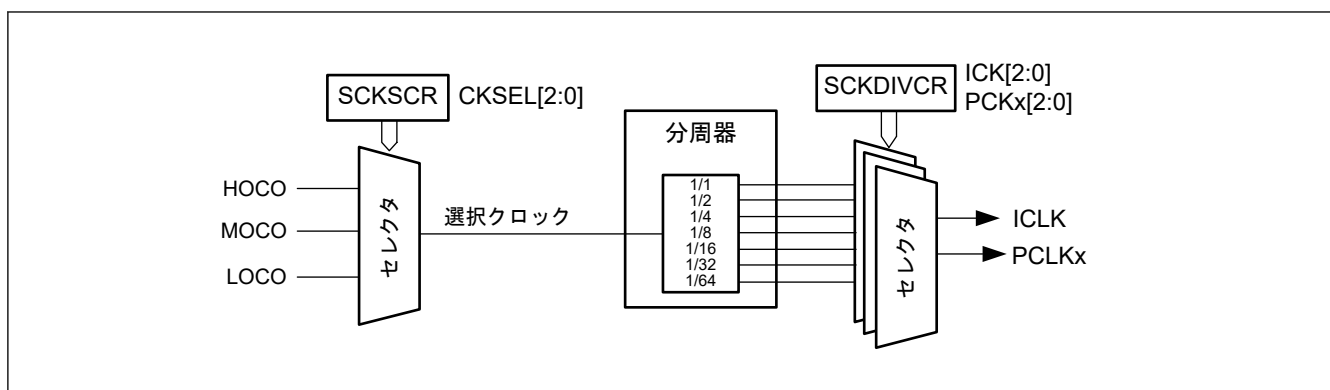 SCKSCR
CKSEL[2:0]
SCKDIVCR
ICK[2:0]
PCKx[2:0]
分周器
HOCO
MOCO
LOCO
セレクタ
選択クロック
1/1
1/2
1/4
1/8
1/16
1/32
1/64
セレクタ
ICLK
PCLKx